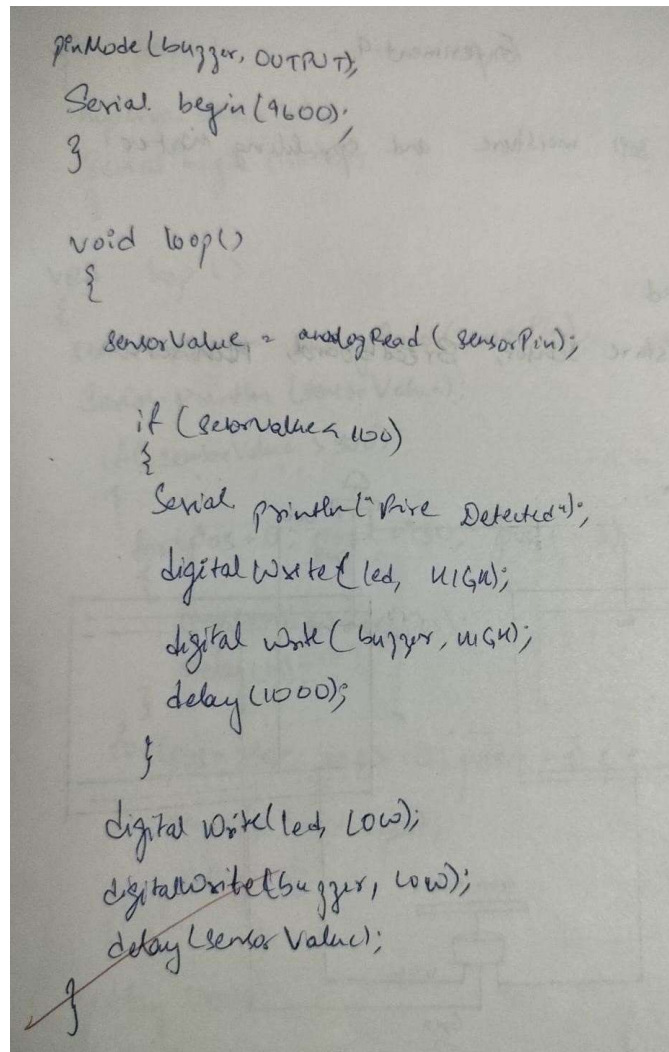 pinMode(buzzer, OUTPUT);
Serial. begin(9600);
}
void loop()
{
sensorValue = analogRead( sensorPin);
if (sesorvalue < 100)
{
Serial println("Fire Detected");
digitalWrite( led, HIGH);
digital write( buzzer, HIGH);
delay(1000);
}
digital Write( led, LOW);
digitalWrite(buzzer, LOW);
delay(sensor Value);
}